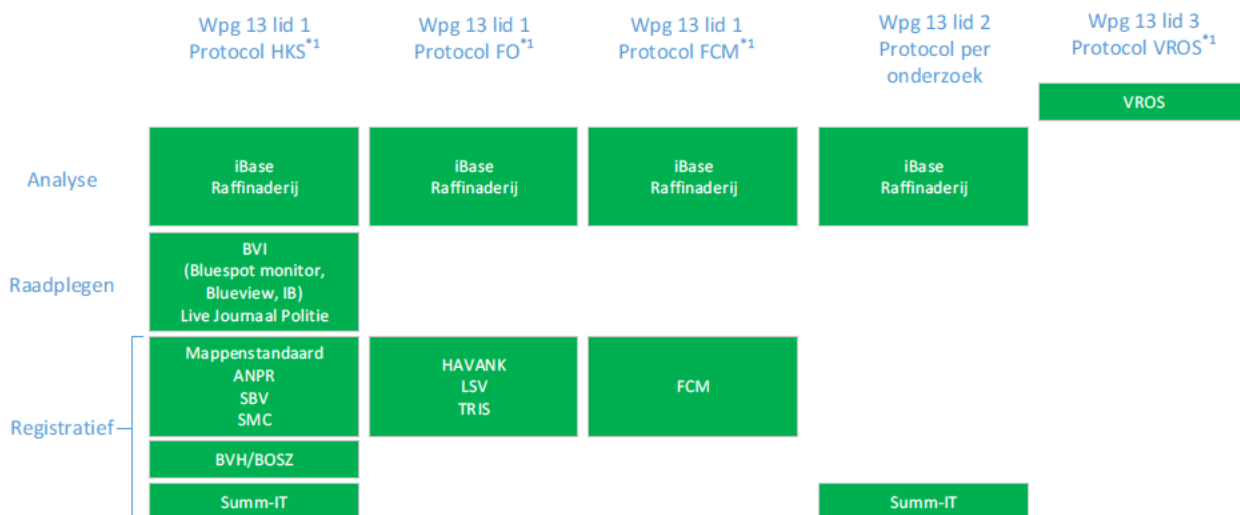 Wpg 13 lid 1
Protocol HKS*1
Wpg 13 lid 1
Protocol FO*1
Wpg 13 lid 1
Protocol FCM*1
Wpg 13 lid 2
Protocol per
onderzoek
Wpg 13 lid 3
Protocol VROS*1
VROS
Analyse
iBase
Raffinaderij
iBase
Raffinaderij
iBase
Raffinaderij
iBase
Raffinaderij
Raadplegen
BVI
(Bluespot monitor,
Blueview, IB)
Live Journaal Politie
Registratief
Mappenstandaard
ANPR
SBV
SMC
HAVANK
LSV
TRIS
FCM
BVH/BOSZ
Summ-IT
Summ-IT